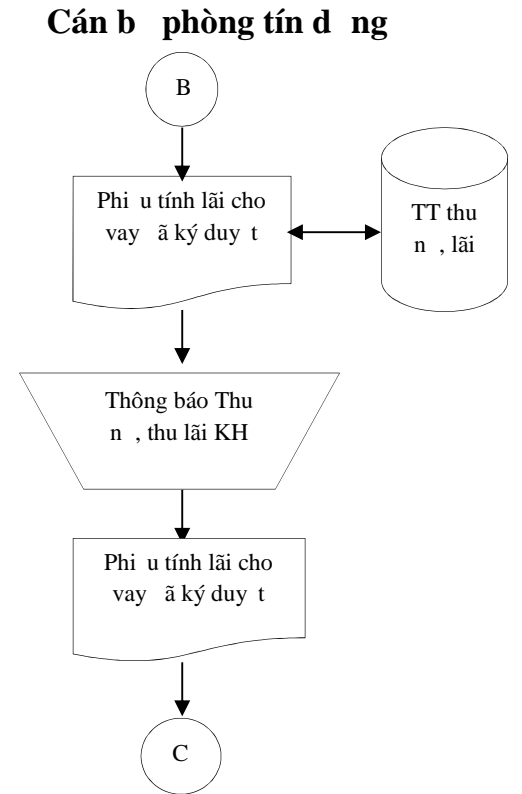 Cán b phòng tín d ng
B
Phi u tính lãi cho
vay ã ký duy t
TT thu
n , lãi
Thông báo Thu
n , thu lãi KH
Phi u tính lãi cho
vay ã ký duy t
C